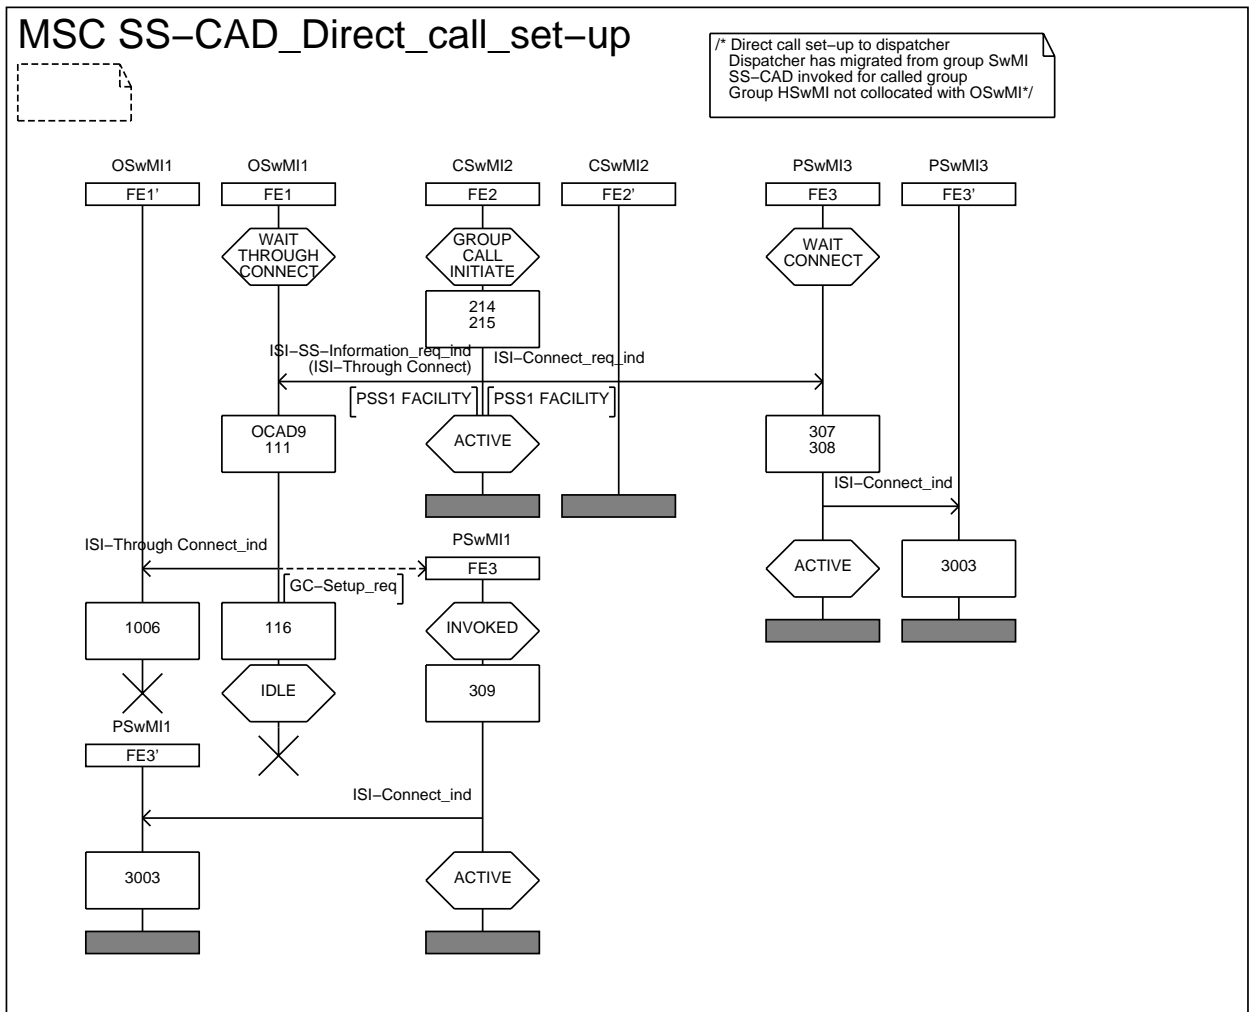 MSC SS−CAD_Direct_call_set−up
/* Direct call set−up to dispatcher
Dispatcher has migrated from group SwMI
SS−CAD invoked for called group
Group HSwMI not collocated with OSwMI*/
OSwMI1
OSwMI1
CSwMI2
CSwMI2
PSwMI3
PSwMI3
FE1’
FE1
FE2
FE2’
FE3
FE3’
WAIT
THROUGH
CONNECT
GROUP
CALL
INITIATE
WAIT
CONNECT
214
215
ISI−SS−Information_req_ind
(ISI−Through Connect)
ISI−Connect_req_ind
PSS1 FACILITY
PSS1 FACILITY
OCAD9
111
ACTIVE
307
308
ISI−Connect_ind
ISI−Through Connect_ind
PSwMI1
FE3
GC−Setup_req
ACTIVE
3003
1006
116
INVOKED
IDLE
309
PSwMI1
FE3’
ISI−Connect_ind
3003
ACTIVE